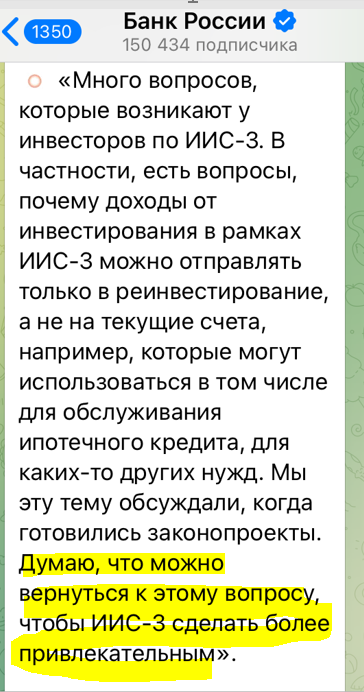 1350
Банк России
150 434 подписчика
«Много вопросов,
которые возникают у
инвесторов по ИИС-3. В
частности, есть вопросы,
почему доходы от
инвестирования в рамках
ИИС-3 можно отправлять
только в реинвестирование,
а не на текущие счета,
например, которые могут
использоваться в том числе
для обслуживания
ипотечного кредита, для
каких-то других нужд. Мы
эту тему обсуждали, когда
готовились законопроекты.
Думаю, что можно
вернуться к этому вопросу,
чтобы ИИС-3 сделать более
привлекательным».